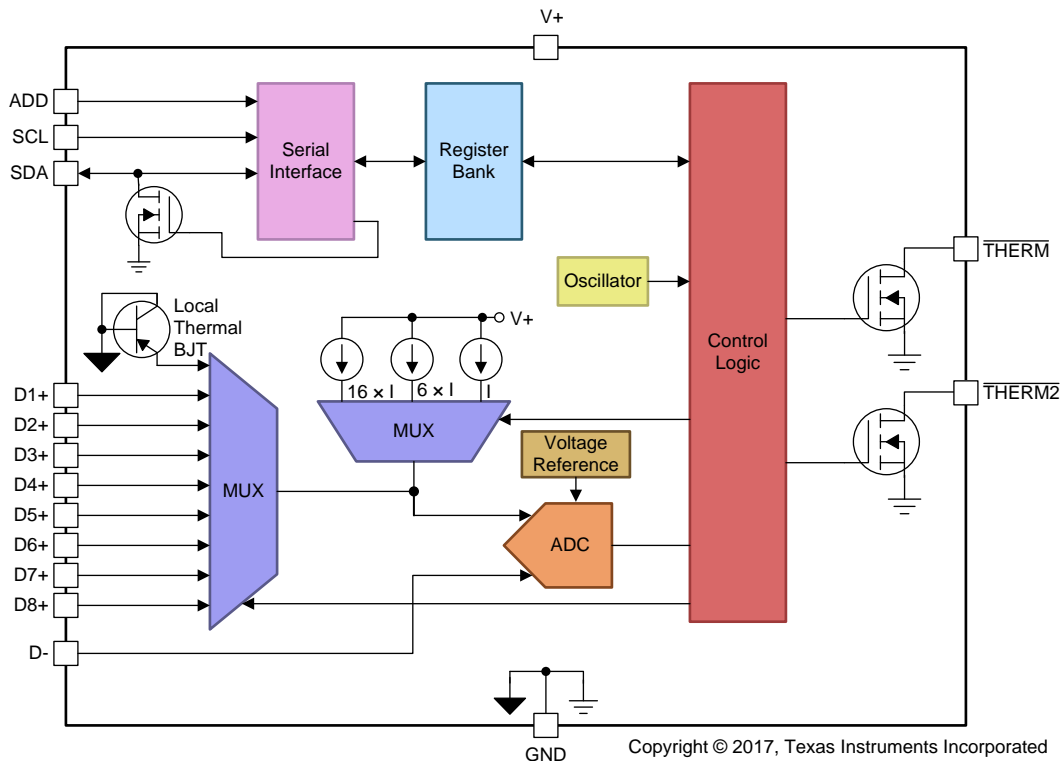 V+
ADD
SCL
SDA
Serial
Interface
Register
Bank
THERM
Oscillator
Local
Thermal
BJT
V+
Control
Logic
16 × I
6 × I
I
THERM2
D1+
D2+
D3+
D4+
D5+
D6+
D7+
D8+
D-
MUX
MUX
Voltage
Reference
ADC
GND
Copyright © 2017, Texas Instruments Incorporated